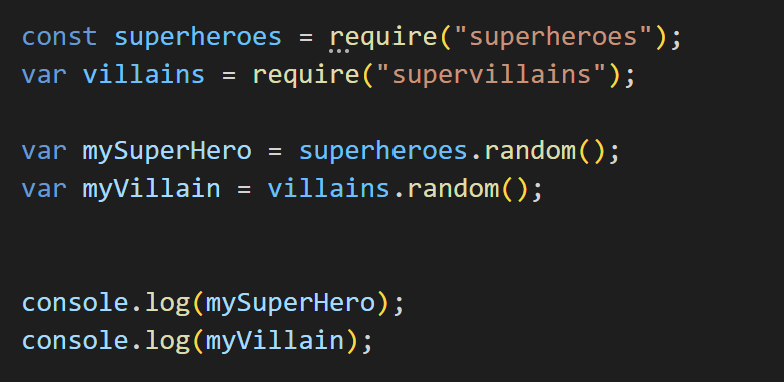 const superheroes = require("superheroes");
var villains = require("supervillains");
var mySuperHero = superheroes.random();
var myVillain = villains.random();
console.log(mySuperHero);
console.log(myVillain);